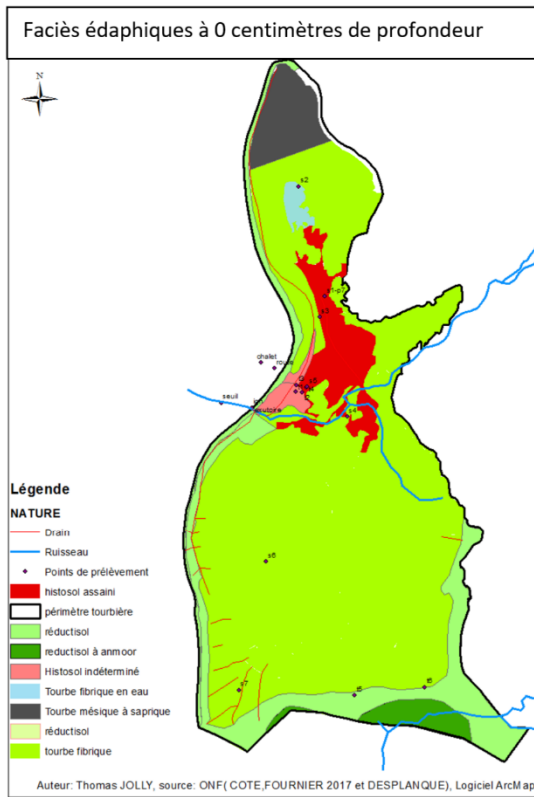 Faciès édaphiques à 0 centimètres de profondeur
N
s2
s3
chalet
route
seuil
s4
s6
s7
t6
t5
Légende
NATURE
Drain
Ruisseau
Points de prélèvement
histosol assaini
périmètre tourbière
réductisol
reductisol à anmoor
Histosol indéterminé
Tourbe fibrique en eau
Tourbe mésique à saprique
réductisol
tourbe fibrique
Auteur: Thomas JOLLY, source: ONF( COTE,FOURNIER 2017 et DESPLANQUE), Logiciel ArcMap